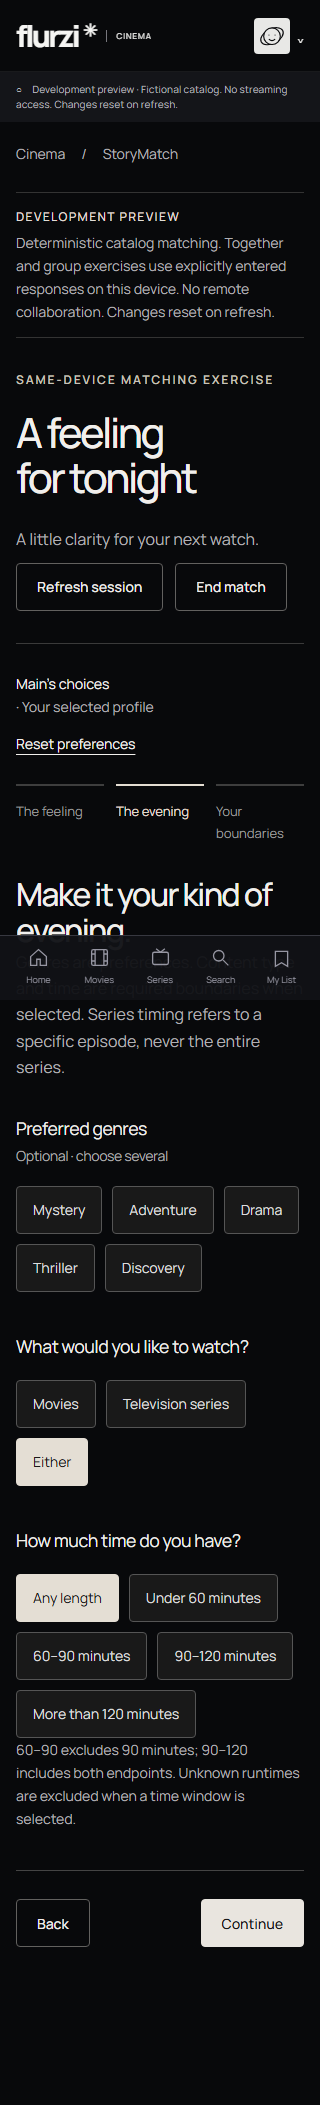 flurzi* | CINEMA
Development preview · Fictional catalog. No streaming
access. Changes reset on refresh.
Cinema / StoryMatch
DEVELOPMENT PREVIEW
Deterministic catalog matching. Together
and group exercises use explicitly entered
responses on this device. No remote
collaboration. Changes reset on refresh.
SAME-DEVICE MATCHING EXERCISE
A feeling
for tonight
A little clarity for your next watch.
Refresh session End match
Main's choices
· Your selected profile
Reset preferences
The feeling The evening Your
boundaries
Make it your kind of
evening.
Home Movies Series Search My List
selected. Series timing refers to a
specific episode, never the entire
series.
Preferred genres
Optional · choose several
Mystery Adventure Drama
Thriller Discovery
What would you like to watch?
Movies Television series
Either
How much time do you have?
Any length Under 60 minutes
60–90 minutes 90–120 minutes
More than 120 minutes
60–90 excludes 90 minutes; 90–120
includes both endpoints. Unknown runtimes
are excluded when a time window is
selected.
Back Continue